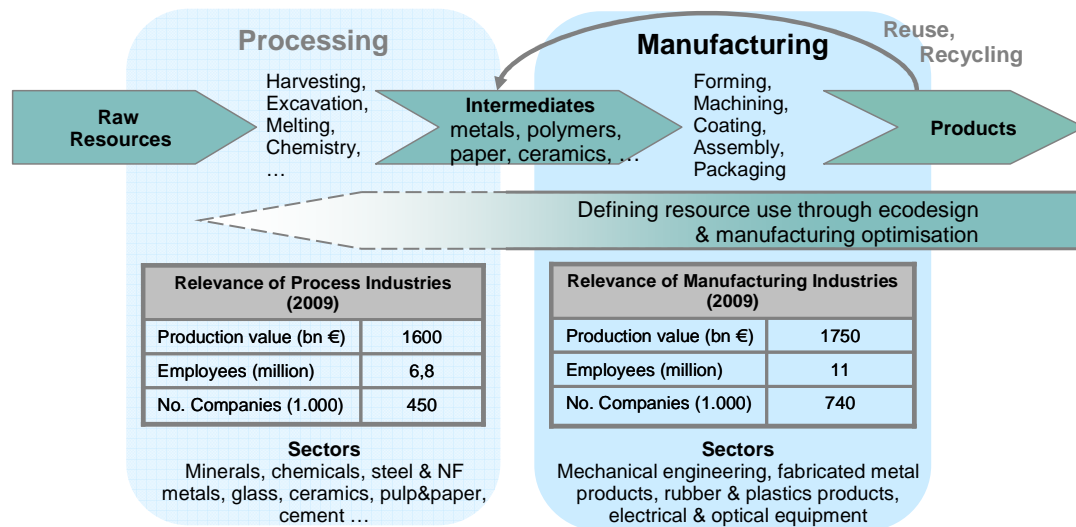 Processing
Manufacturing
Reuse,
Recycling
Raw
Resources
Harvesting,
Excavation,
Melting,
Chemistry,
…
Intermediates
metals, polymers,
paper, ceramics, …
Forming,
Machining,
Coating,
Assembly,
Packaging
Products
Defining resource use through ecodesign
& manufacturing optimisation
Relevance of Process Industries
(2009)
Production value (bn €) 1600
Employees (million) 6,8
No. Companies (1.000) 450
Sectors
Minerals, chemicals, steel & NF
metals, glass, ceramics, pulp&paper,
cement …
Relevance of Manufacturing Industries
(2009)
Production value (bn €) 1750
Employees (million) 11
No. Companies (1.000) 740
Sectors
Mechanical engineering, fabricated metal
products, rubber & plastics products,
electrical & optical equipment